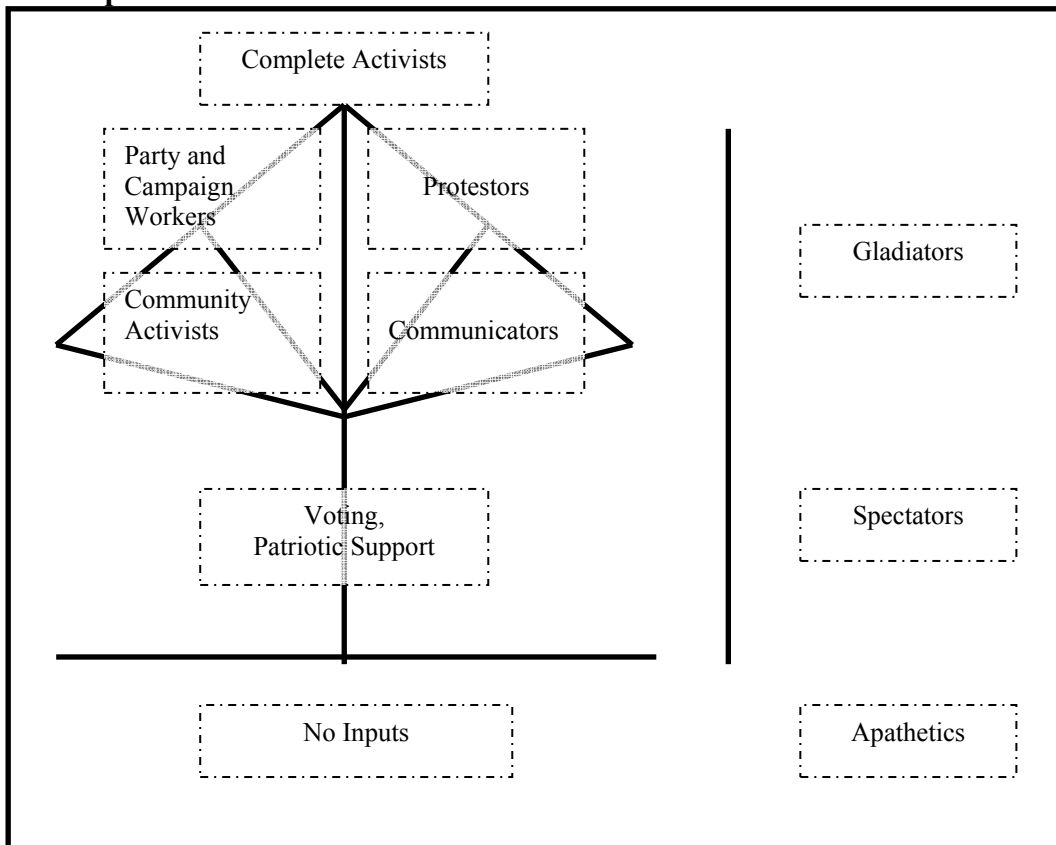 Complete Activists
Party and
Campaign
Workers
Protestors
Gladiators
Community
Activists
Communicators
Voting,
Patriotic Support
Spectators
No Inputs
Apathetics